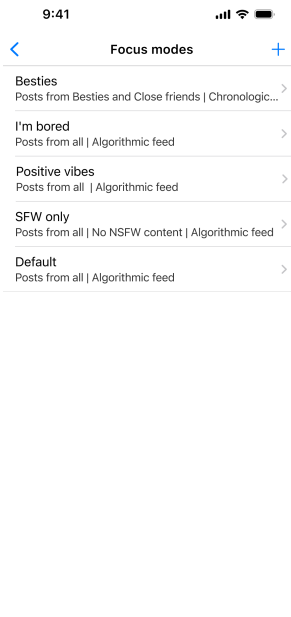 9:41
Focus modes
Besties
Posts from Besties and Close friends | Chronologic...
I'm bored
Posts from all | Algorithmic feed
Positive vibes
Posts from all  | Algorithmic feed
SFW only
Posts from all | No NSFW content | Algorithmic feed
Default
Posts from all | Algorithmic feed